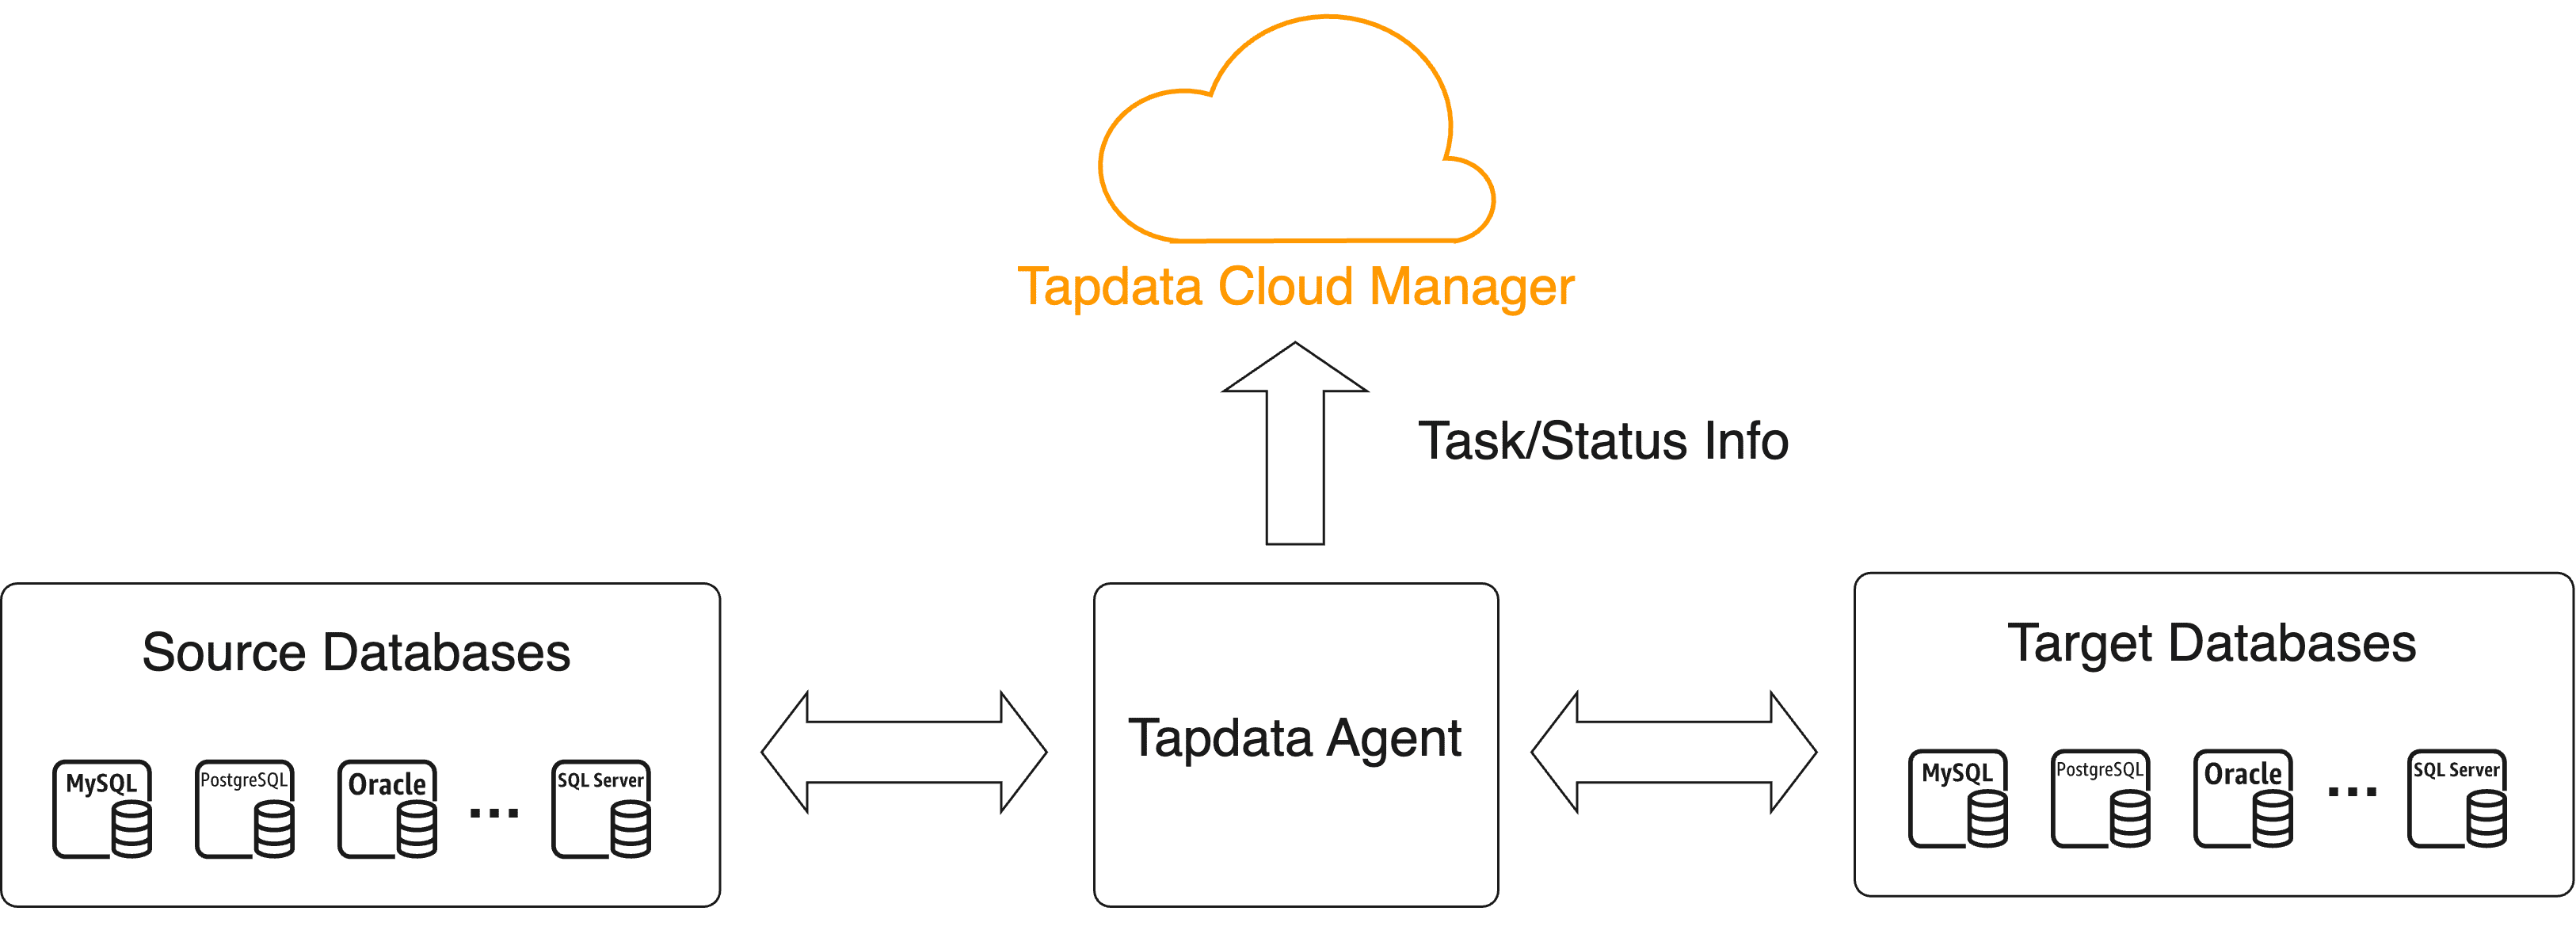 Tapdata Cloud Manager
Task/Status Info
Source Databases
MySQL
PostgreSQL
Oracle
...
SQL Server
Tapdata Agent
Target Databases
MySQL
PostgreSQL
Oracle
...
SQL Server